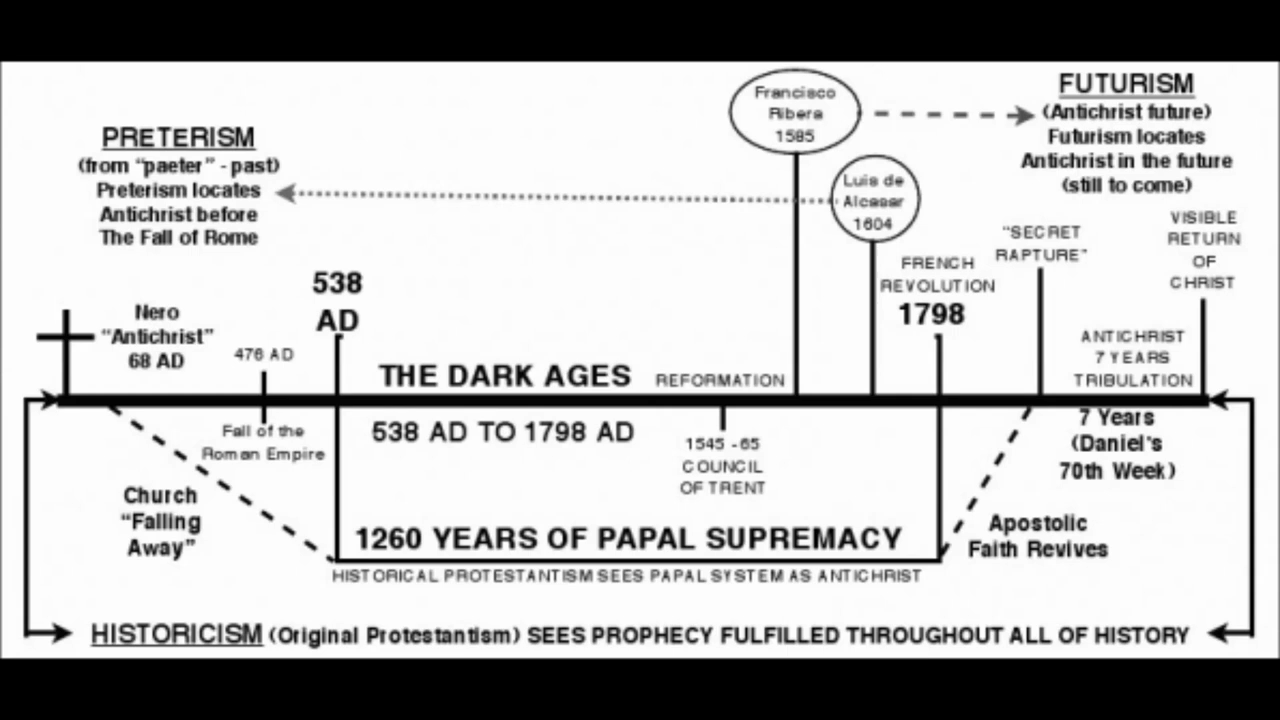 PRETERISM
(from “paeter” - past)
Preterism locates
Antichrist before
The Fall of Rome
Francisco
Ribera
1585
Luis de
Alcasar
1604
FUTURISM
(Antichrist future)
Futurism locates
Antichrist in the future
(still to come)
Nero
“Antichrist”
68 AD
476 AD
Fall of the
Roman Empire
538
AD
THE DARK AGES
538 AD TO 1798 AD
REFORMATION
1545 -65
COUNCIL
OF TRENT
FRENCH
REVOLUTION
1798
“SECRET
RAPTURE”
VISIBLE
RETURN
OF
CHRIST
ANTICHRIST
7 YEARS
TRIBULATION
7 Years
(Daniel's
70th Week)
Church
“Falling
Away”
1260 YEARS OF PAPAL SUPREMACY
HISTORICAL PROTESTANTISM SEES PAPAL SYSTEM AS ANTICHRIST
Apostolic
Faith Revives
HISTORICISM (Original Protestantism) SEES PROPHECY FULFILLED THROUGHOUT ALL OF HISTORY